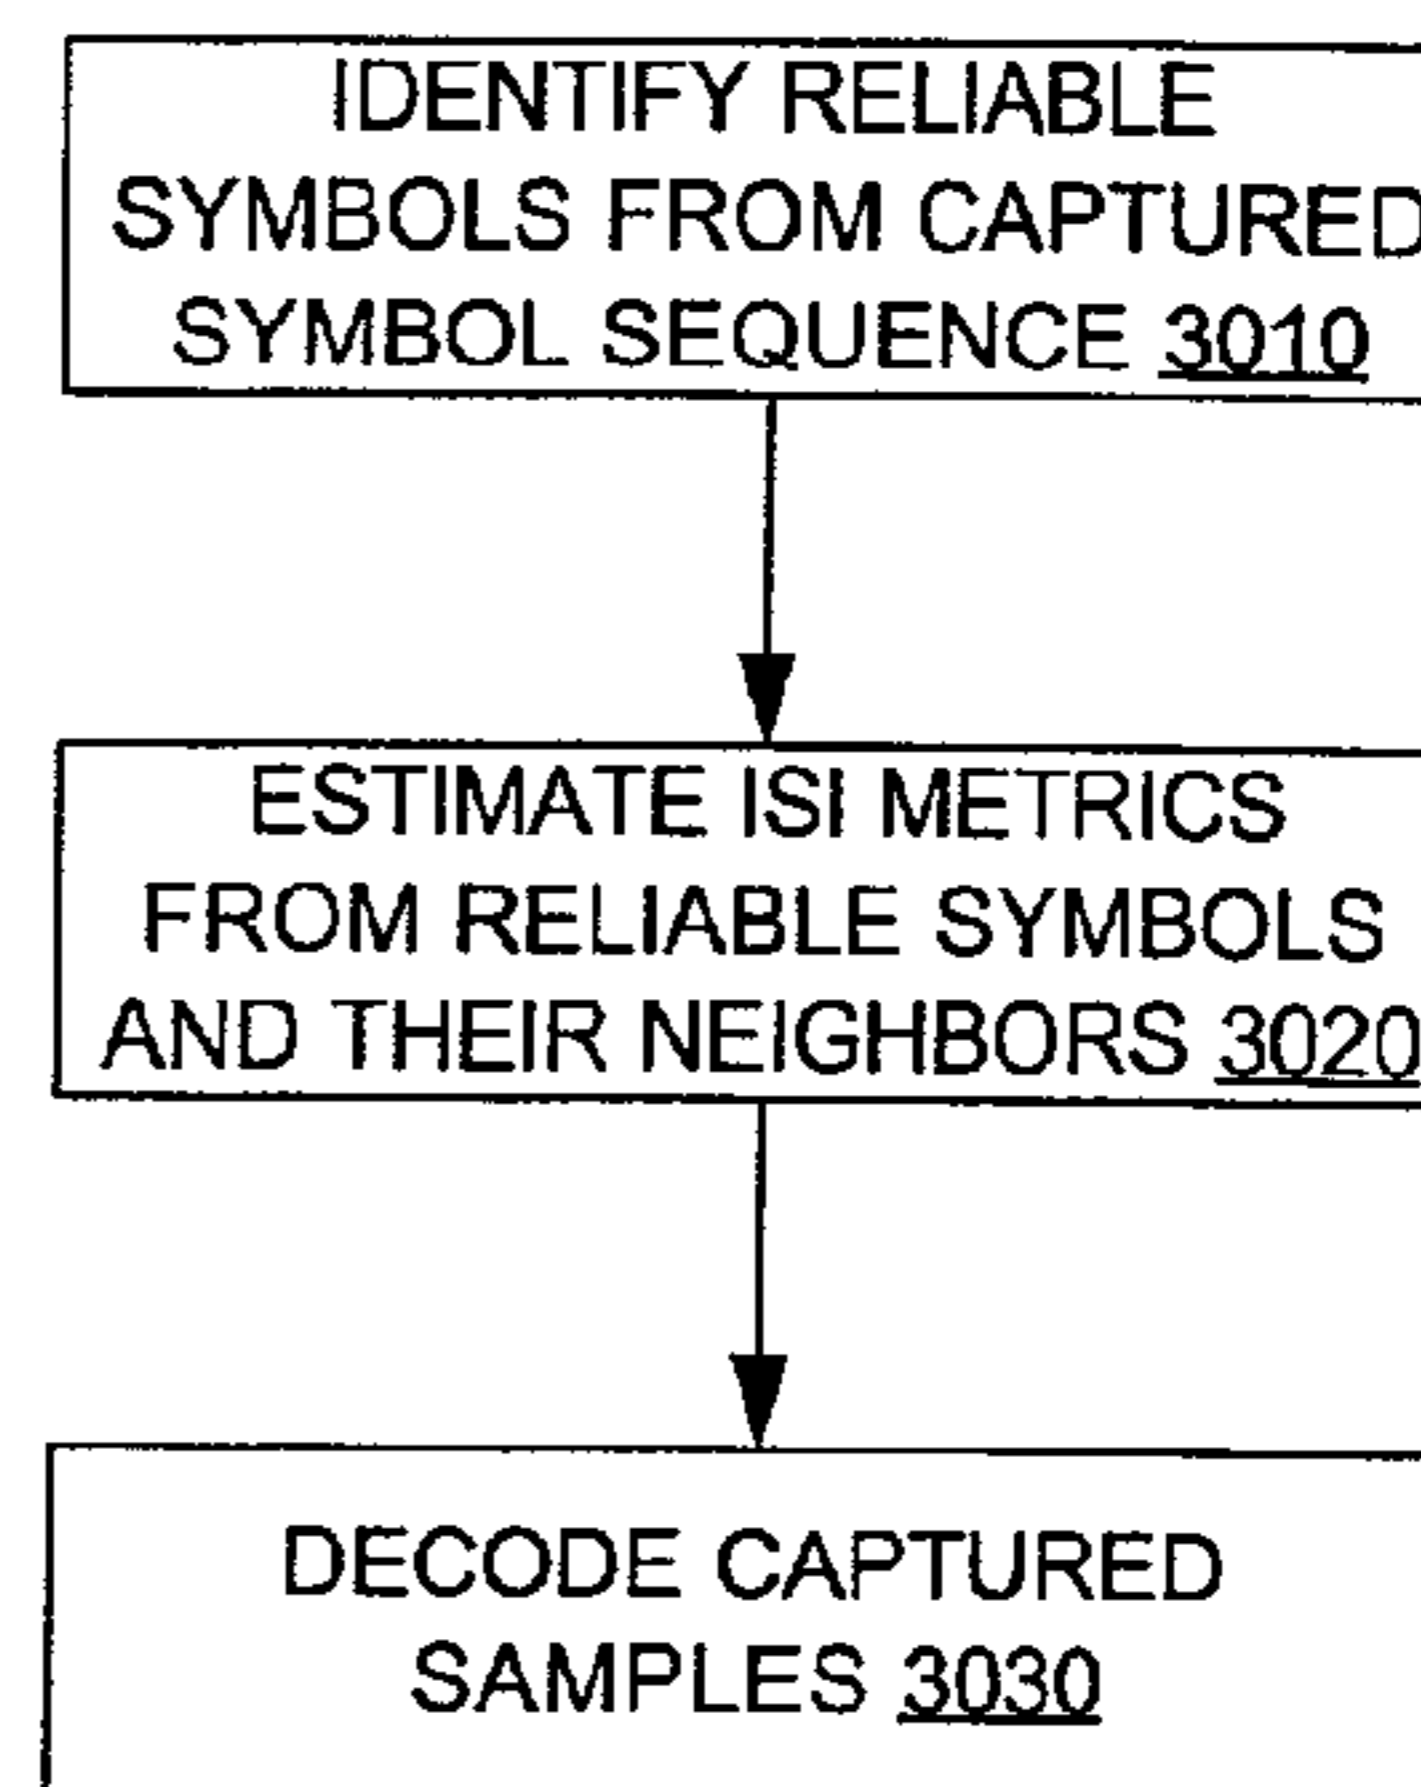 IDENTIFY RELIABLE
SYMBOLS FROM CAPTURED
SYMBOL SEQUENCE 3010
ESTIMATE ISI METRICS
FROM RELIABLE SYMBOLS
AND THEIR NEIGHBORS 3020
DECODE CAPTURED
SAMPLES 3030